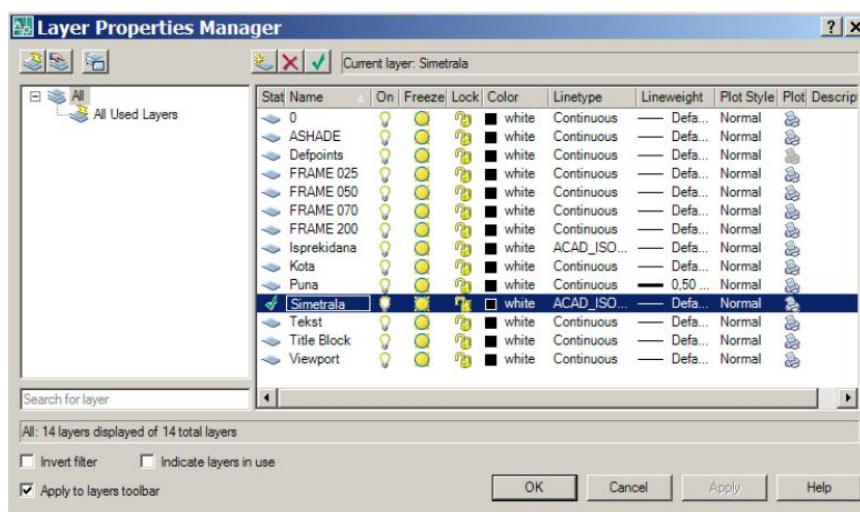 Layer Properties Manager
Current layer: Simetrala
All
All Used Layers
Stat Name On Freeze Lock Color Linetype Lineweight Plot Style Plot Descrip
0 white Continuous Defa... Normal
ASHADE white Continuous Defa... Normal
Defpoints white Continuous Defa... Normal
FRAME 025 white Continuous Defa... Normal
FRAME 050 white Continuous Defa... Normal
FRAME 070 white Continuous Defa... Normal
FRAME 200 white Continuous Defa... Normal
Isprekidana white ACAD_ISO... Defa... Normal
Kota white Continuous Defa... Normal
Puna white Continuous 0,50 ... Normal
Simetrala white ACAD_ISO... Defa... Normal
Tekst white Continuous Defa... Normal
Title Block white Continuous Defa... Normal
Viewport white Continuous Defa... Normal
Search for layer
All: 14 layers displayed of 14 total layers
Invert filter Indicate layers in use
Apply to layers toolbar
OK Cancel Apply Help